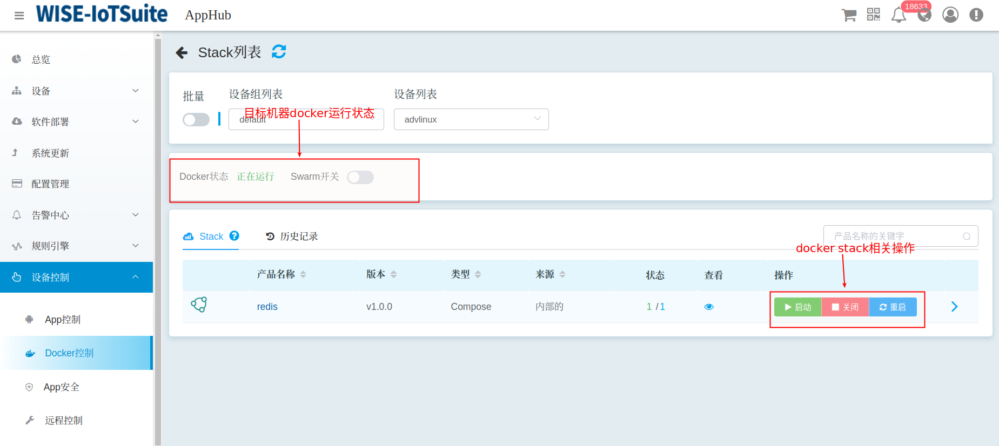 WISE-IoTSuite
AppHub
18633
总览
设备
软件部署
系统更新
配置管理
告警中心
规则引擎
设备控制
App控制
Docker控制
App安全
远程控制
Stack列表
批量
设备组列表
设备列表
目标机器docker运行状态
default
advlinux
Docker状态 正在运行 Swarm开关
Stack
历史记录
产品名称的关键字
docker stack相关操作
产品名称 版本 类型 来源 状态 查看 操作
redis v1.0.0 Compose 内部的 1 /1 启动 关闭 重启